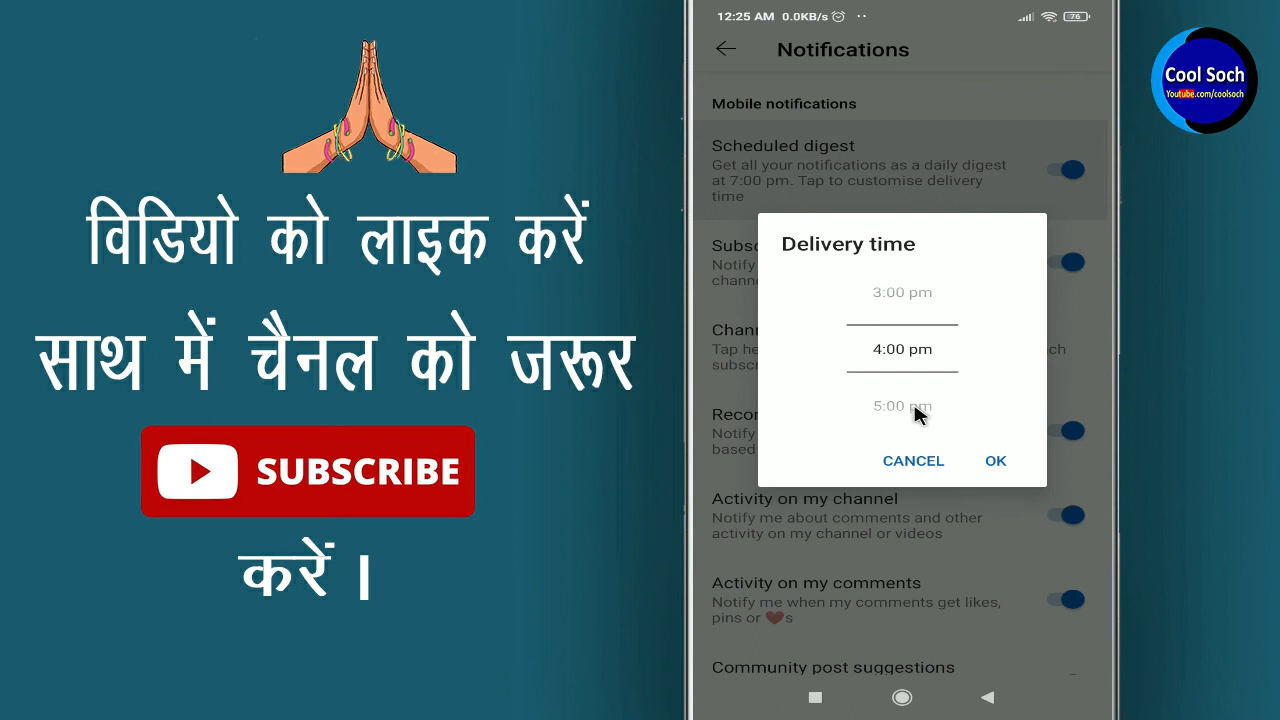 विडियो को लाइक करें
साथ में चैनल को जरूर
SUBSCRIBE
करें ।
12:25 AM 0.0KB/s
76
Notifications
Mobile notifications
Scheduled digest
Get all your notifications as a daily digest
at 7:00 pm. Tap to customise delivery
time
Delivery time
3:00 pm
4:00 pm
5:00 pm
CANCEL OK
Activity on my channel
Notify me about comments and other
activity on my channel or videos
Activity on my comments
Notify me when my comments get likes,
pins or ❤s
Community post suggestions
Cool Soch
Youtube.com/coolsoch